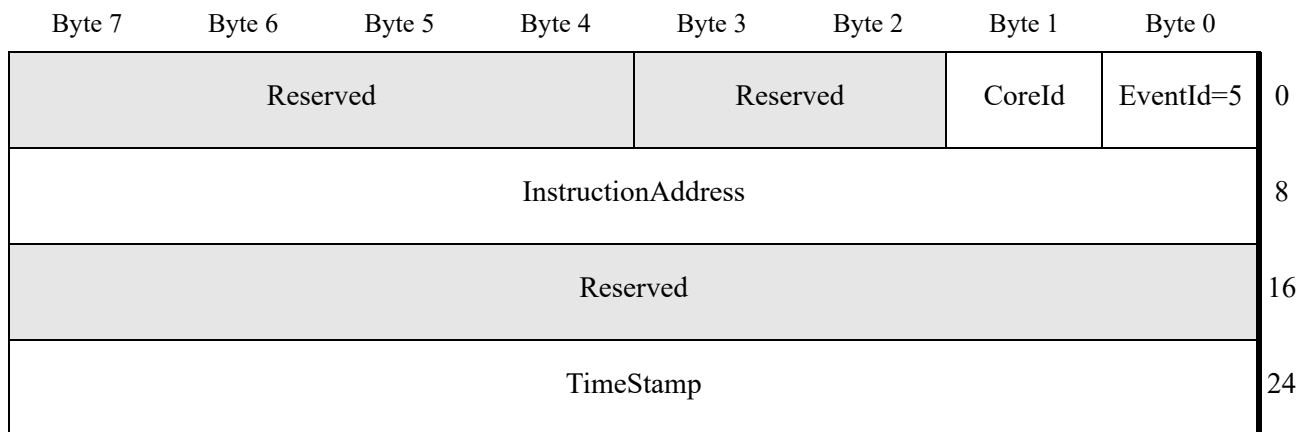 Byte 7 Byte 6 Byte 5 Byte 4 Byte 3 Byte 2 Byte 1 Byte 0
Reserved Reserved CoreId EventId=5 0
InstructionAddress 8
Reserved 16
TimeStamp 24